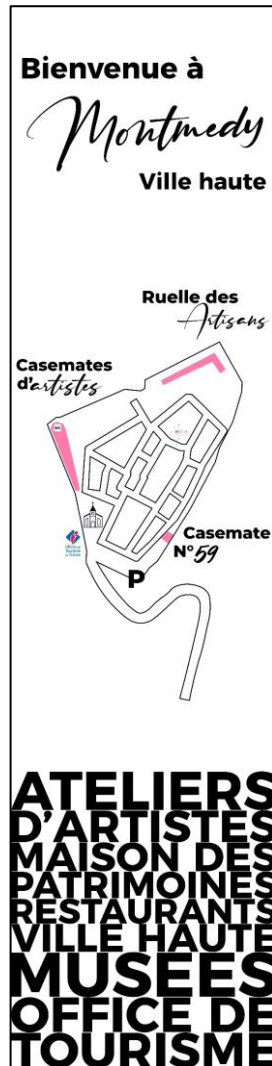 Bienvenue à
Montmedy
Ville haute
Ruelle des
Artisans
Casemates
d'artistes
Casemate
N°59
P
ATELIERS
D'ARTISTES
MAISON DES
PATRIMOINES
RESTAURANTS
VILLE HAUTE
MUSEES
OFFICE DE
TOURISME